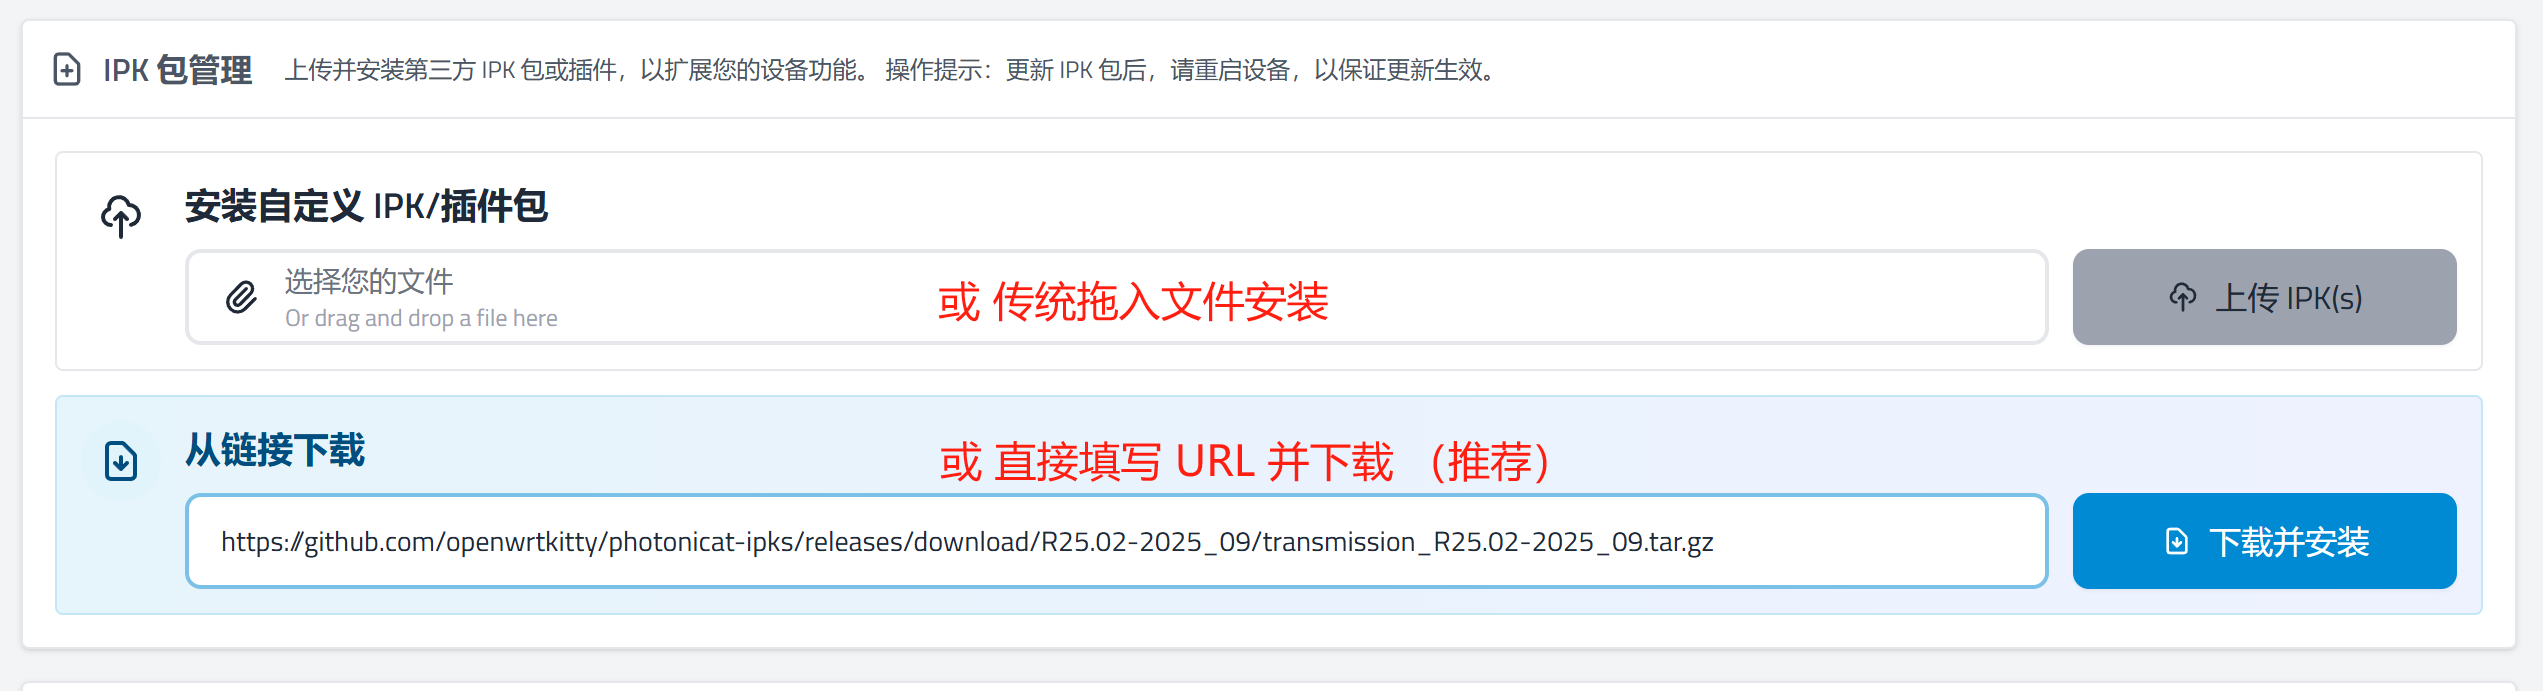 IPK 包管理 上传并安装第三方 IPK 包或插件，以扩展您的设备功能。 操作提示：更新 IPK 包后，请重启设备，以保证更新生效。
安装自定义 IPK/插件包
选择您的文件
Or drag and drop a file here
或 传统拖入文件安装
上传 IPK(s)
从链接下载
或 直接填写 URL 并下载 （推荐）
https://github.com/openwrtkitty/photonicat-ipks/releases/download/R25.02-2025_09/transmission_R25.02-2025_09.tar.gz
下载并安装